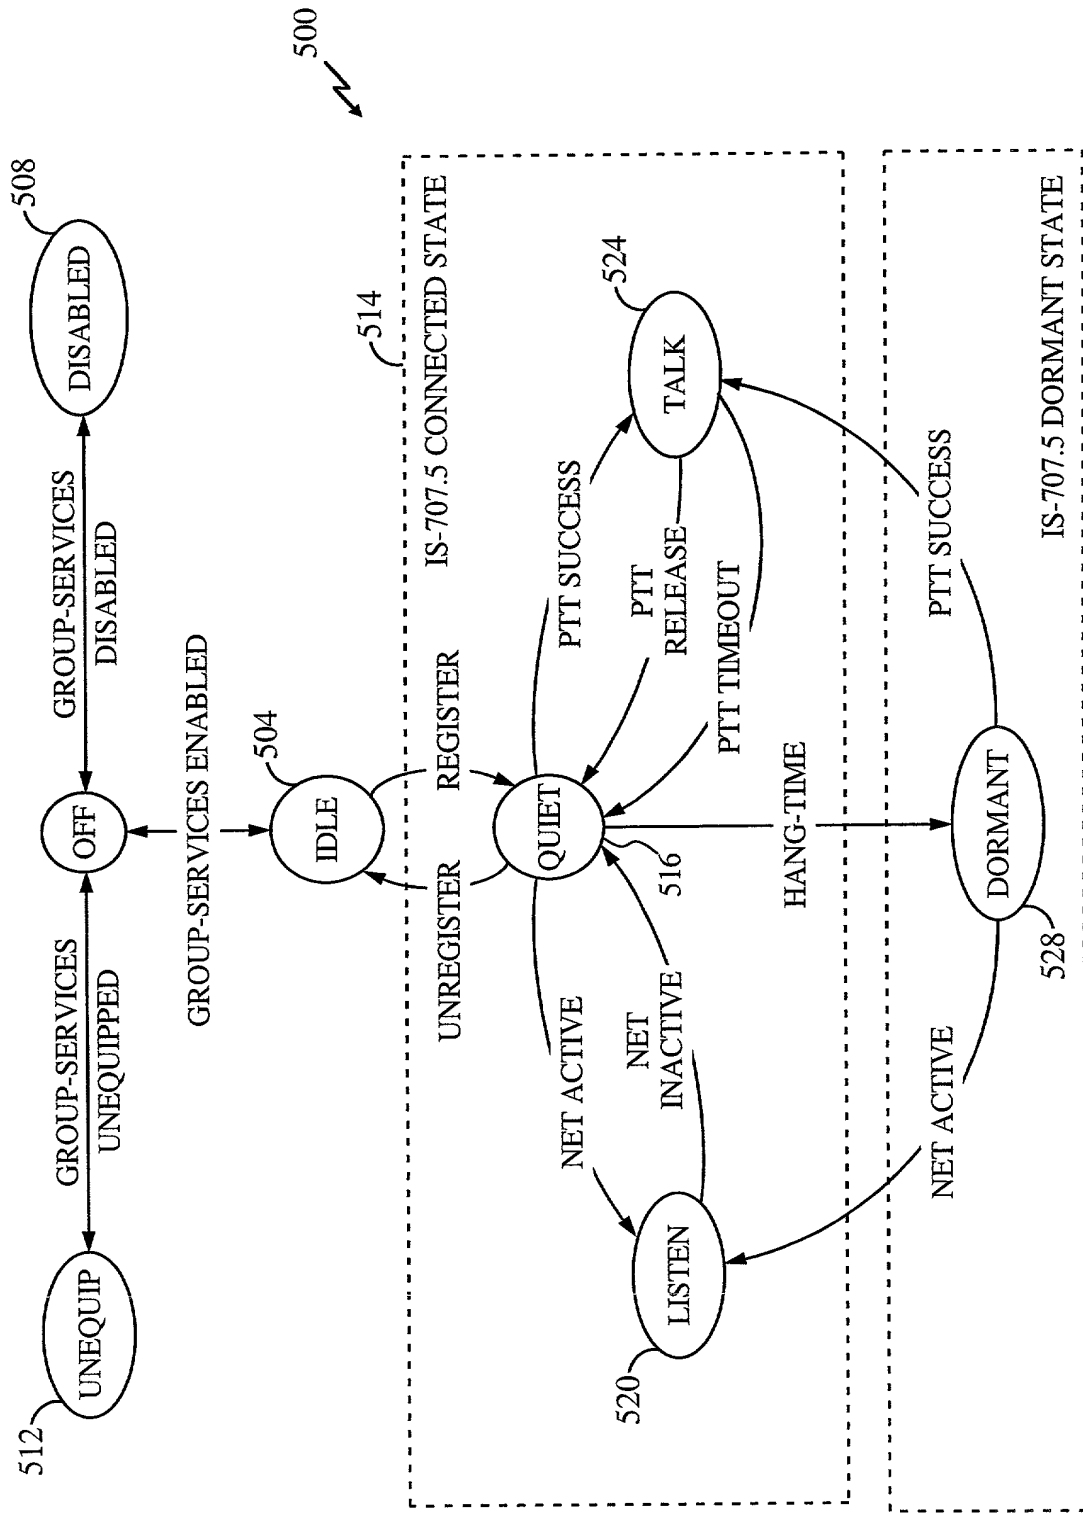 500
512
UNEQUIP
GROUP-SERVICES
UNEQUIPPED
OFF
GROUP-SERVICES
DISABLED
DISABLED
508
GROUP-SERVICES ENABLED
IDLE
504
514
UNREGISTER
REGISTER
IS-707.5 CONNECTED STATE
QUIET
516
NET ACTIVE
NET
INACTIVE
PTT SUCCESS
PTT
RELEASE
PTT TIMEOUT
LISTEN
520
TALK
524
HANG-TIME
NET ACTIVE
PTT SUCCESS
DORMANT
528
IS-707.5 DORMANT STATE